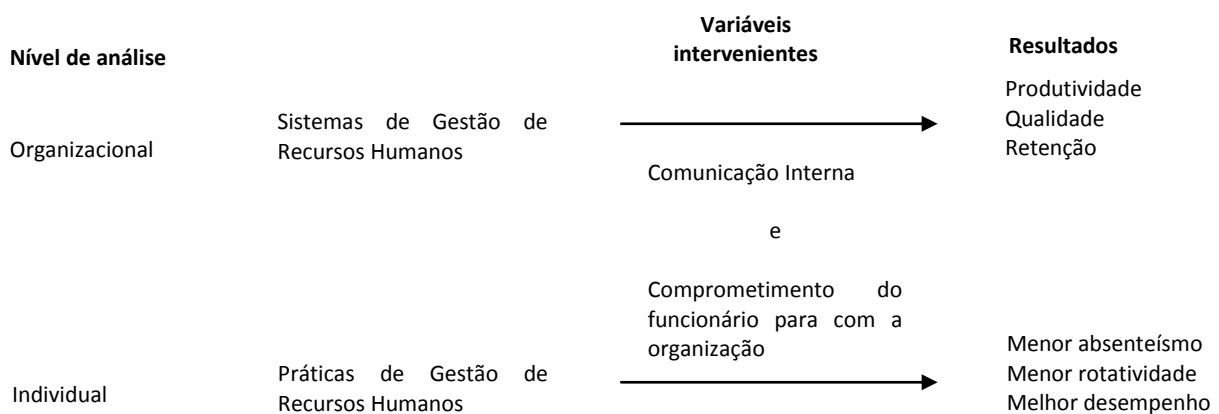 Nível de análise
Variáveis
intervenientes
Resultados
Organizacional
Sistemas de Gestão de
Recursos Humanos
Produtividade
Qualidade
Retenção
Comunicação Interna
e
Comprometimento do
funcionário para com a
organização
Individual
Práticas de Gestão de
Recursos Humanos
Menor absenteísmo
Menor rotatividade
Melhor desempenho